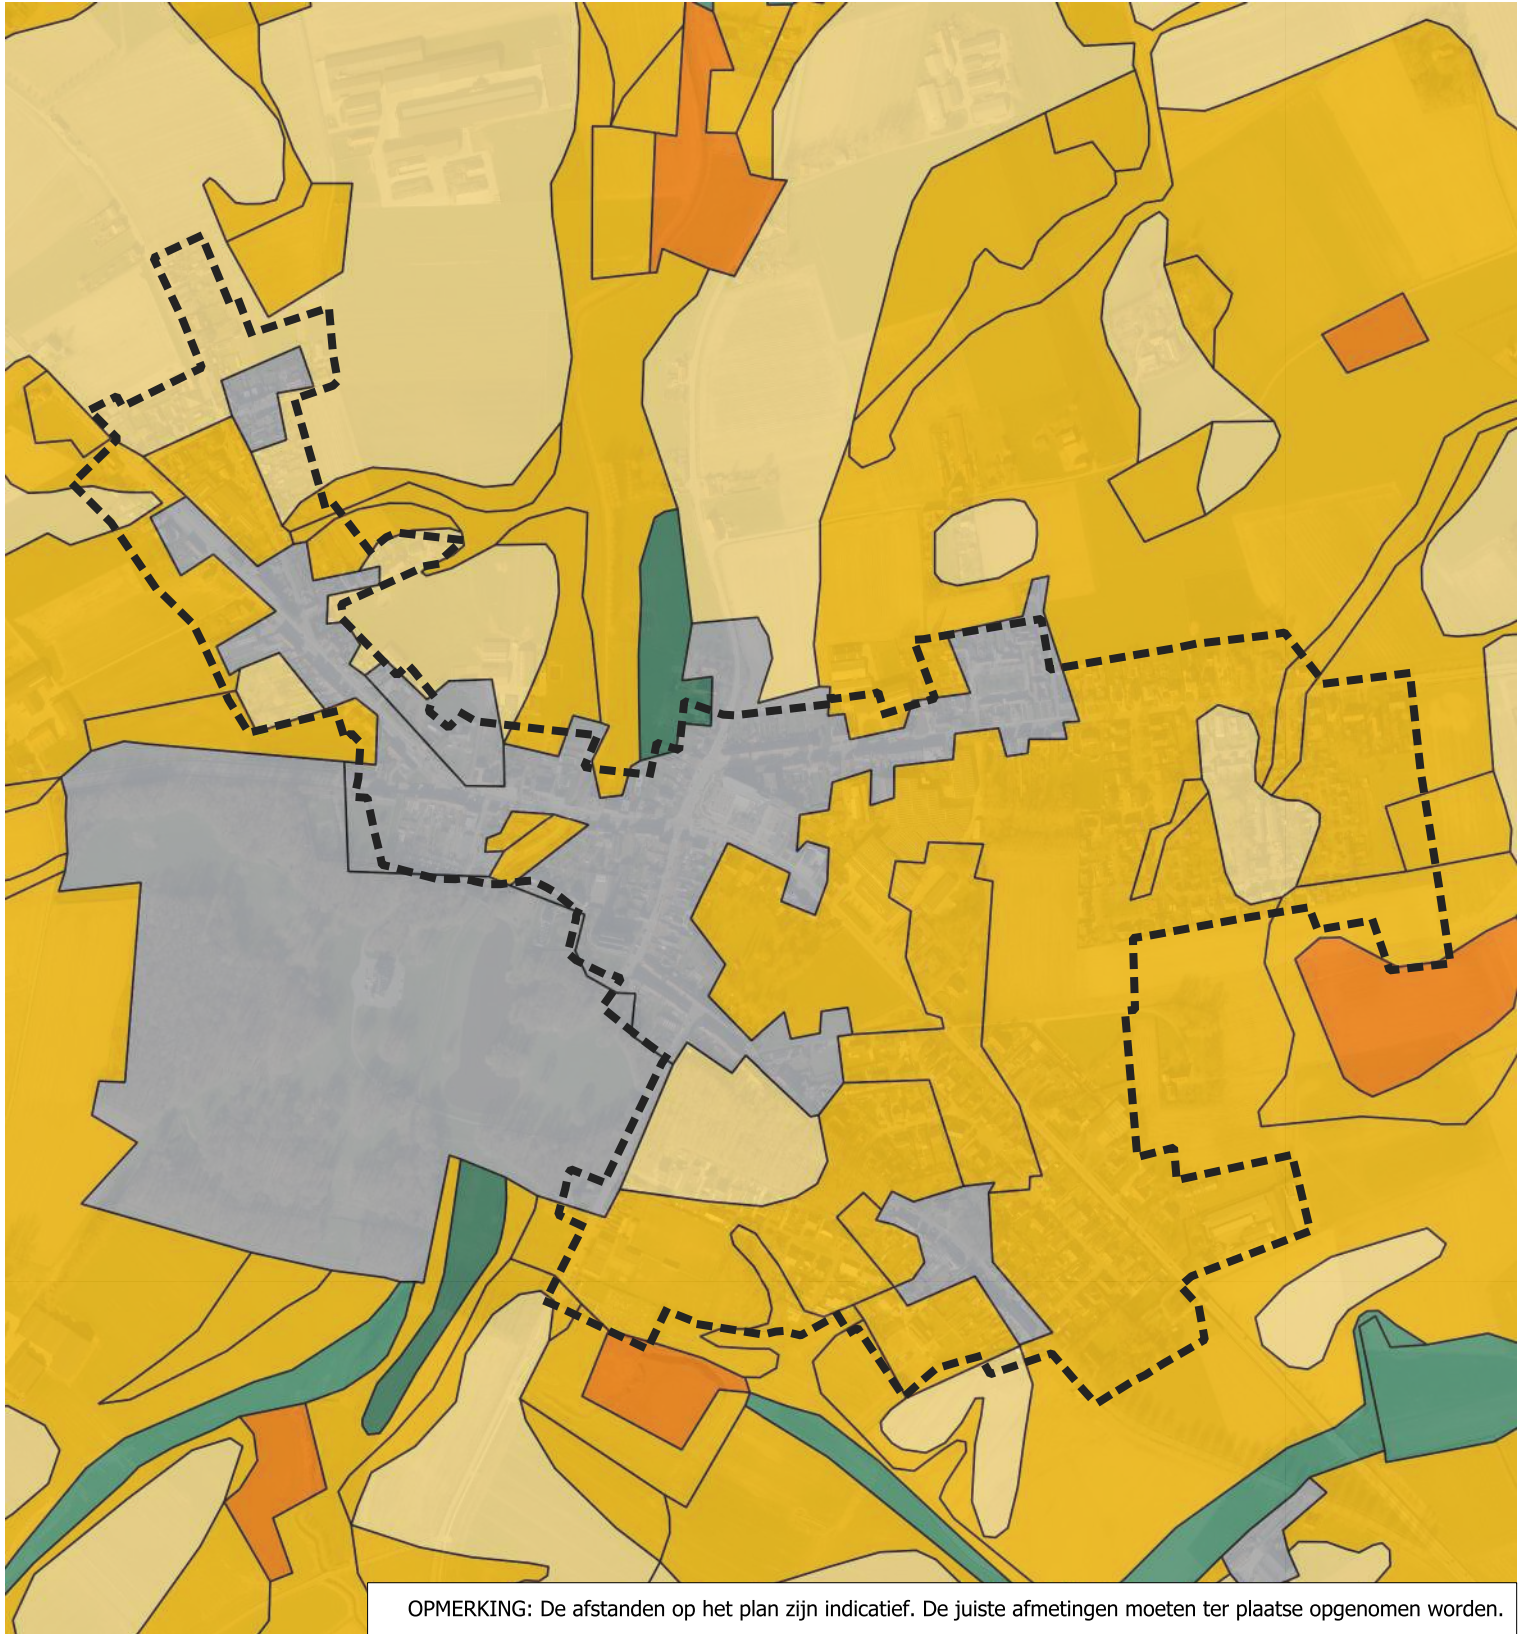 OPMERKING: De afstanden op het plan zijn indicatief. De juiste afmetingen moeten ter plaatse opgenomen worden.